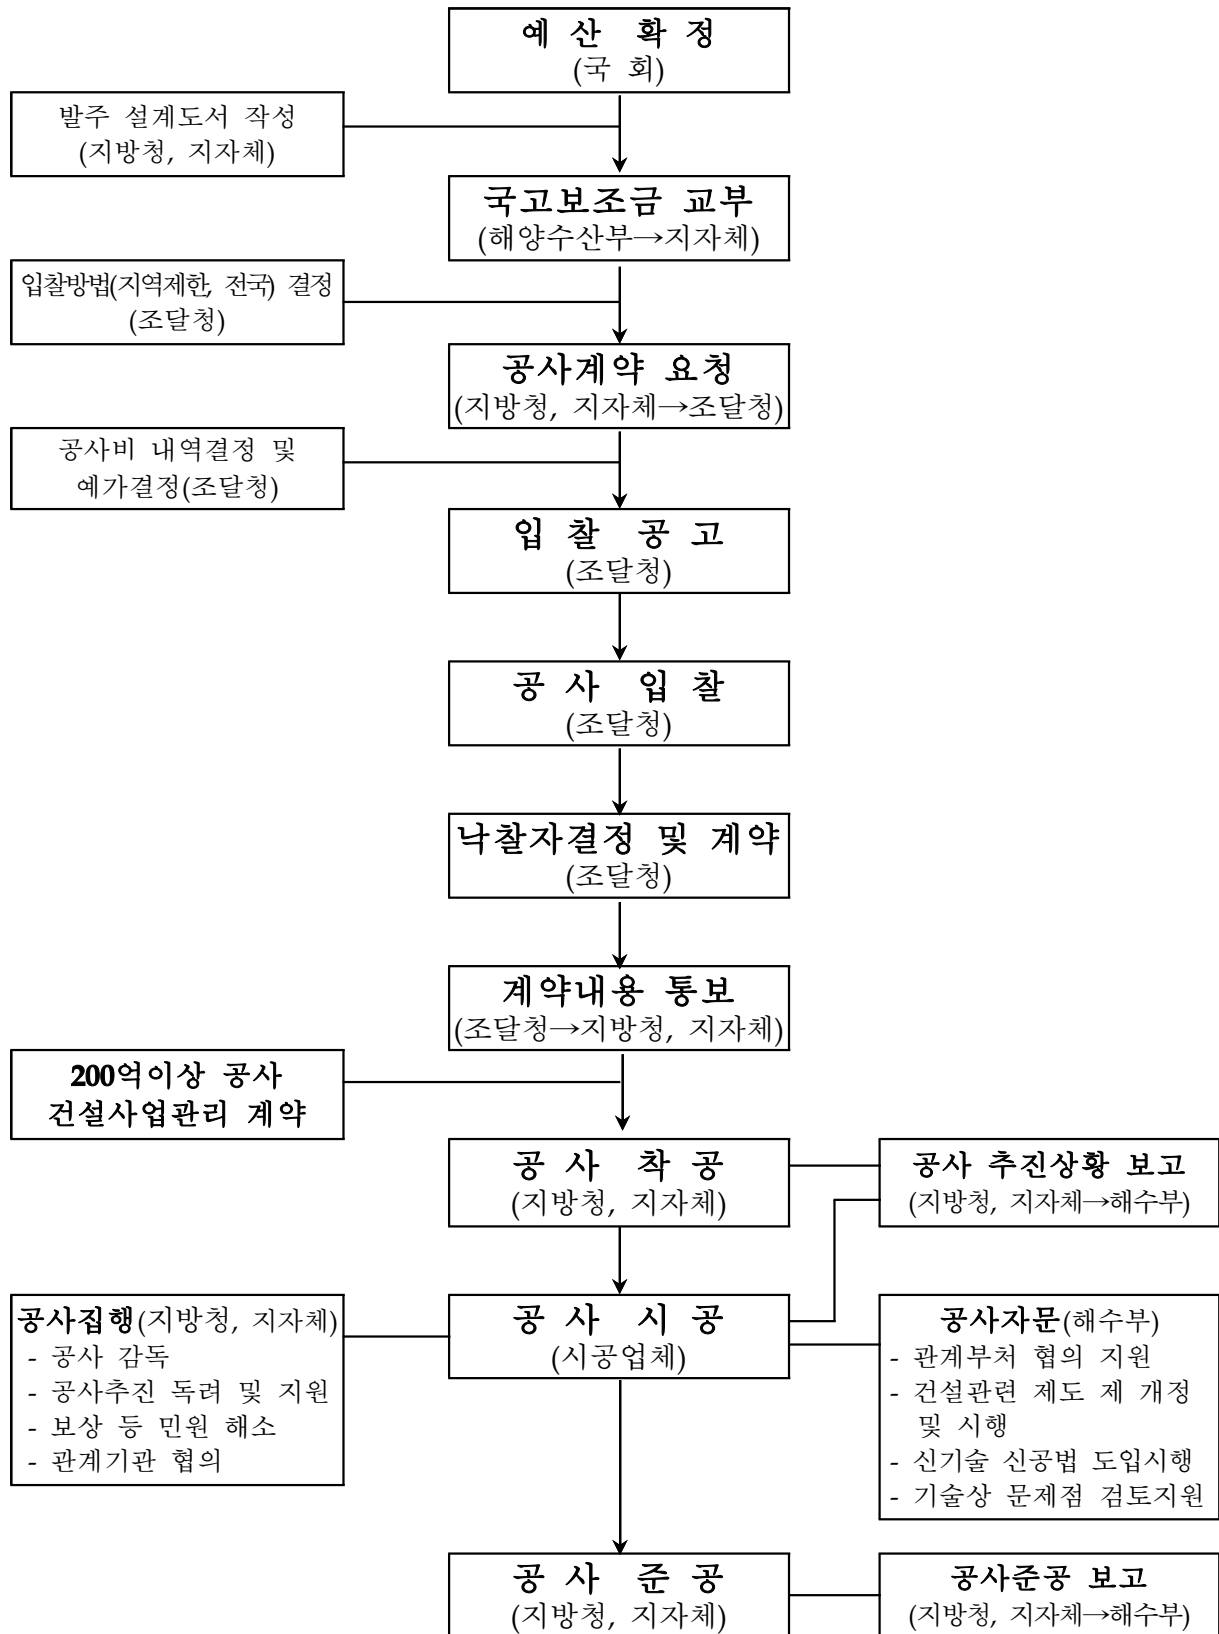 예 산 확 정
(국 회)
발주 설계도서 작성
(지방청, 지자체)
국고보조금 교부
(해양수산부→지자체)
입찰방법(지역제한, 전국) 결정
(조달청)
공사계약 요청
(지방청, 지자체→조달청)
공사비 내역결정 및
예가결정(조달청)
입 찰 공 고
(조달청)
공 사 입 찰
(조달청)
낙찰자결정 및 계약
(조달청)
계약내용 통보
(조달청→지방청, 지자체)
200억이상 공사
건설사업관리 계약
공 사 착 공
(지방청, 지자체)
공사 추진상황 보고
(지방청, 지자체→해수부)
공사집행(지방청, 지자체)
- 공사 감독
- 공사추진 독려 및 지원
- 보상 등 민원 해소
- 관계기관 협의
공 사 시 공
(시공업체)
공사자문(해수부)
- 관계부처 협의 지원
- 건설관련 제도 제 개정
및 시행
- 신기술 신공법 도입시행
- 기술상 문제점 검토지원
공 사 준 공
(지방청, 지자체)
공사준공 보고
(지방청, 지자체→해수부)